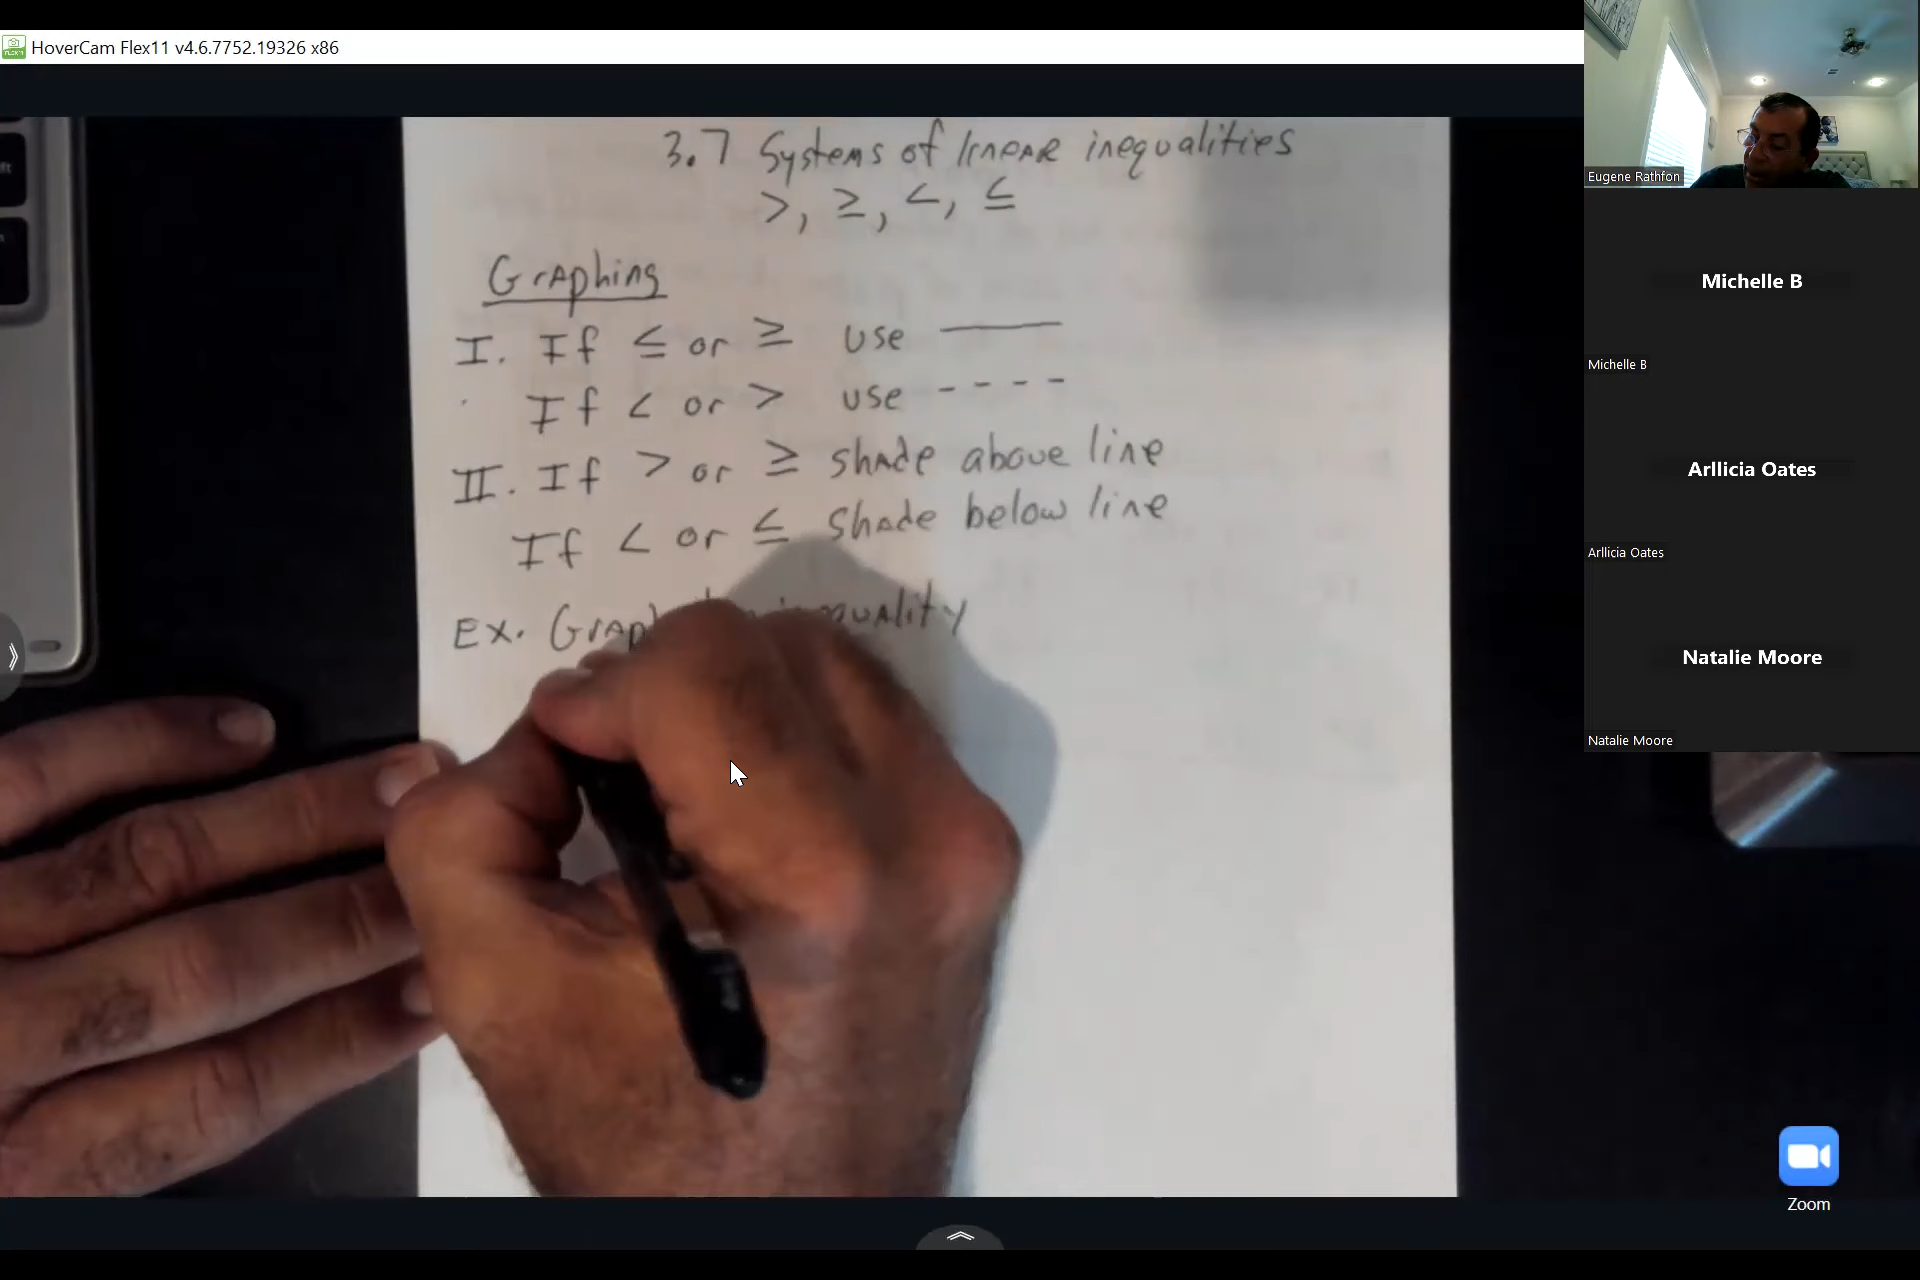 HoverCam Flex11 v4.6.7752.19326 x86
3.7 Systems of linear inequalities
>, ≥, <, ≤
Graphing
I. If ≤ or ≥ use ———
If < or > use - - - -
II. If > or ≥ shade above line
If < or ≤ shade below line
Ex.
Eugene Rathfon
Michelle B
Michelle B
Arllicia Oates
Arllicia Oates
Natalie Moore
Natalie Moore
Zoom